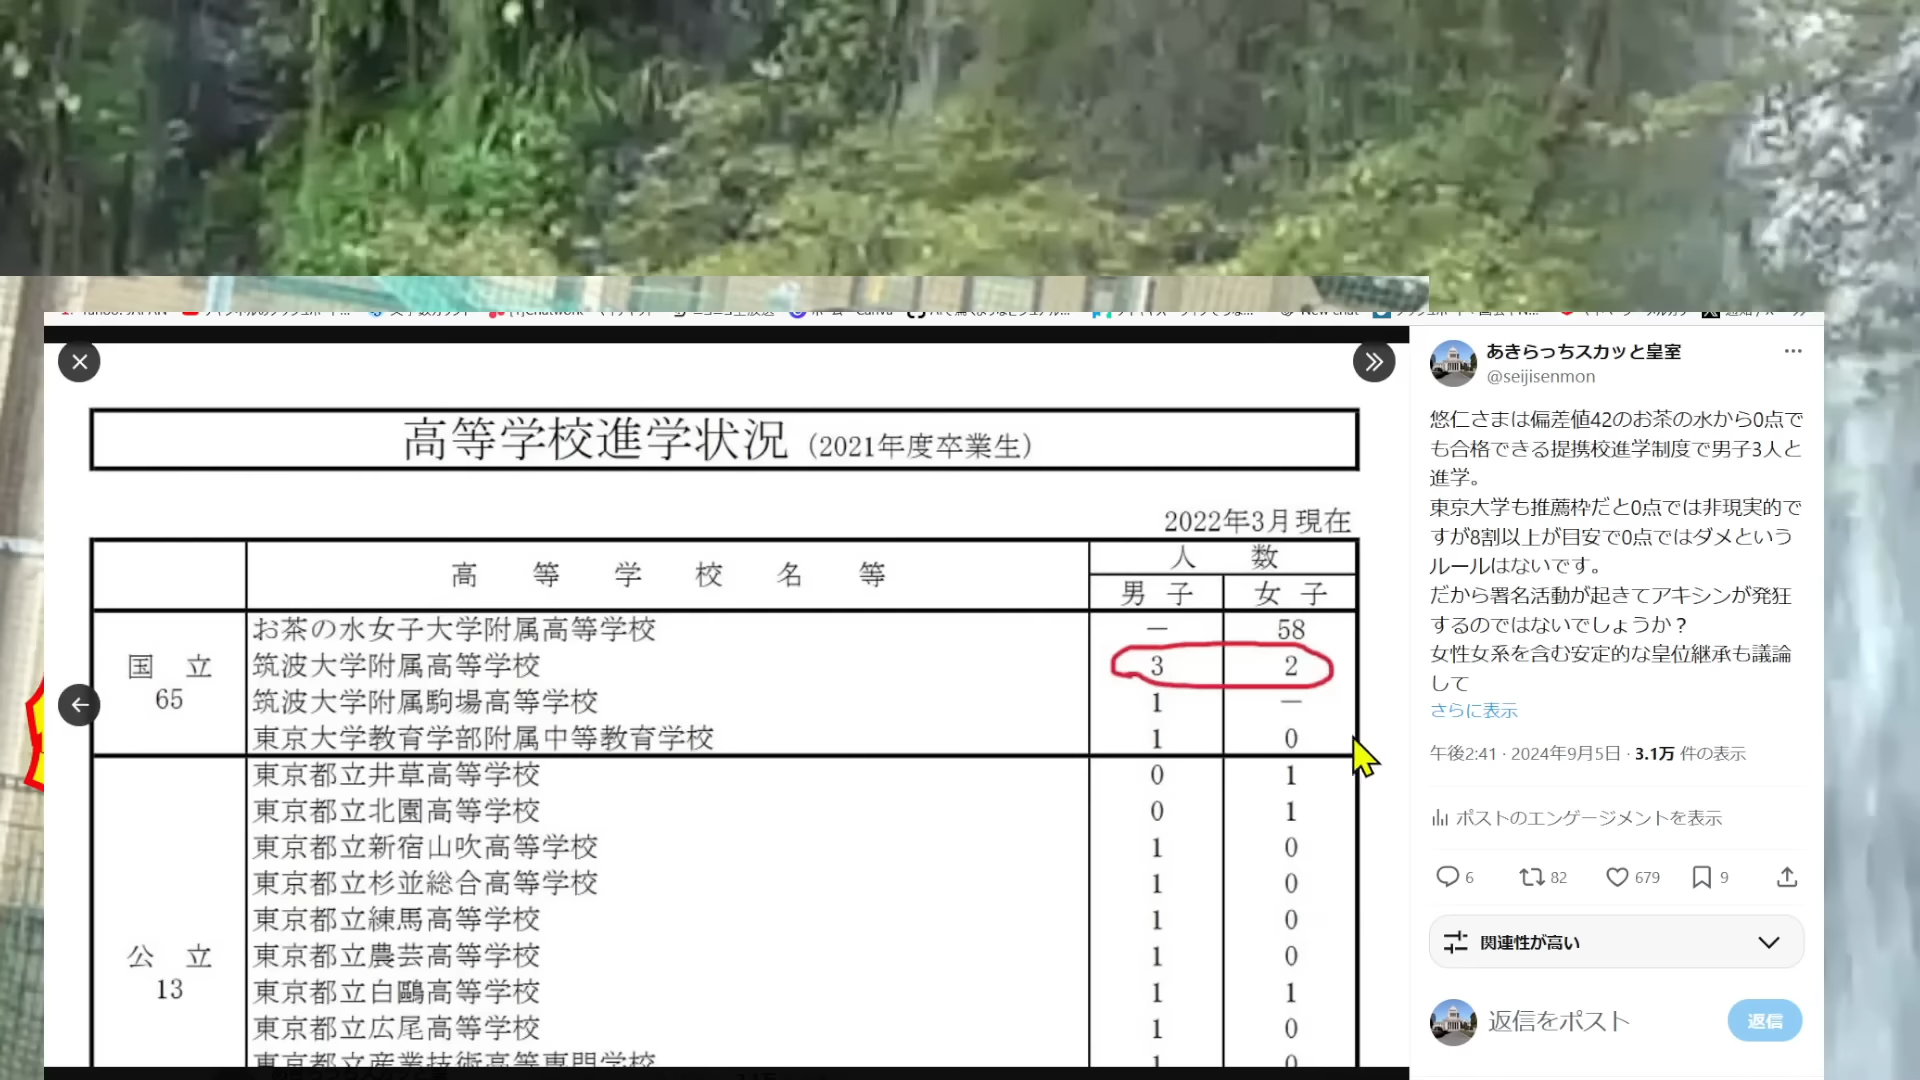 高等学校進学状況（2021年度卒業生）
2022年3月現在
高等学校名等 人数
男子 女子
国立 65
お茶の水女子大学附属高等学校 — 58
筑波大学附属高等学校 3 2
筑波大学附属駒場高等学校 1 —
東京大学教育学部附属中等教育学校 1 0
公立 13
東京都立井草高等学校 0 1
東京都立北園高等学校 0 1
東京都立新宿山吹高等学校 1 0
東京都立杉並総合高等学校 1 0
東京都立練馬高等学校 1 0
東京都立農芸高等学校 1 0
東京都立白鷗高等学校 1 1
東京都立広尾高等学校 1 0
東京都立産業技術高等専門学校 1 0
あきらっちスカッと皇室
@seijisenmon
悠仁さまは偏差値42のお茶の水から0点で
も合格できる提携校進学制度で男子3人と
進学。
東京大学も推薦枠だと0点では非現実的で
すが8割以上が目安で0点ではダメという
ルールはないです。
だから署名活動が起きてアキシンが発狂
するのではないでしょうか？
女性女系を含む安定的な皇位継承も議論
して
さらに表示
午後2:41 · 2024年9月5日 · 3.1万 件の表示
ポストのエンゲージメントを表示
6 82 679 9
関連性が高い
返信をポスト
返信